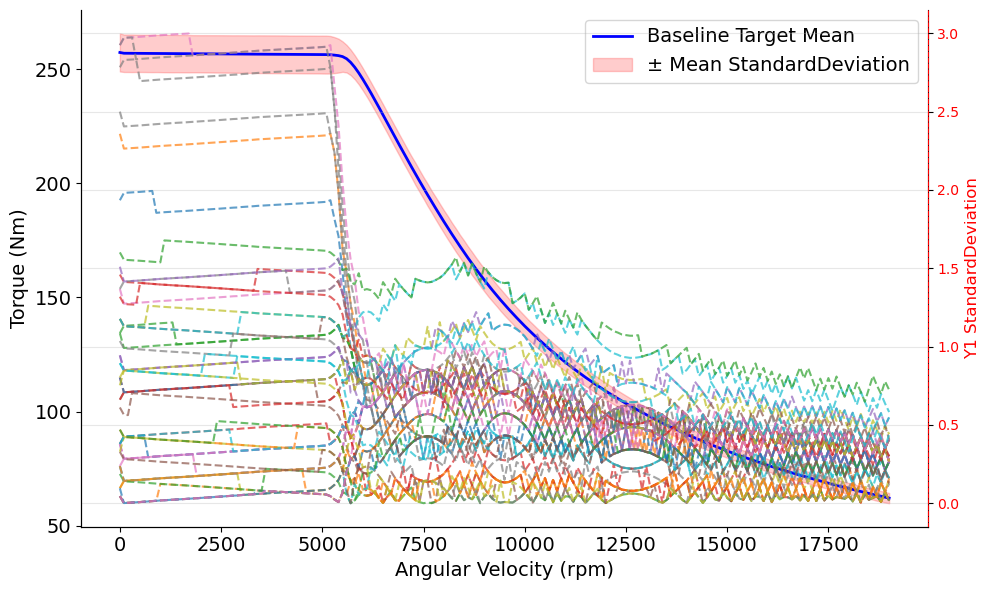 Baseline Target Mean
± Mean StandardDeviation
Torque (Nm)
250
200
150
100
50
3.0
2.5
2.0
1.5
1.0
0.5
0.0
Y1 StandardDeviation
0 2500 5000 7500 10000 12500 15000 17500
Angular Velocity (rpm)